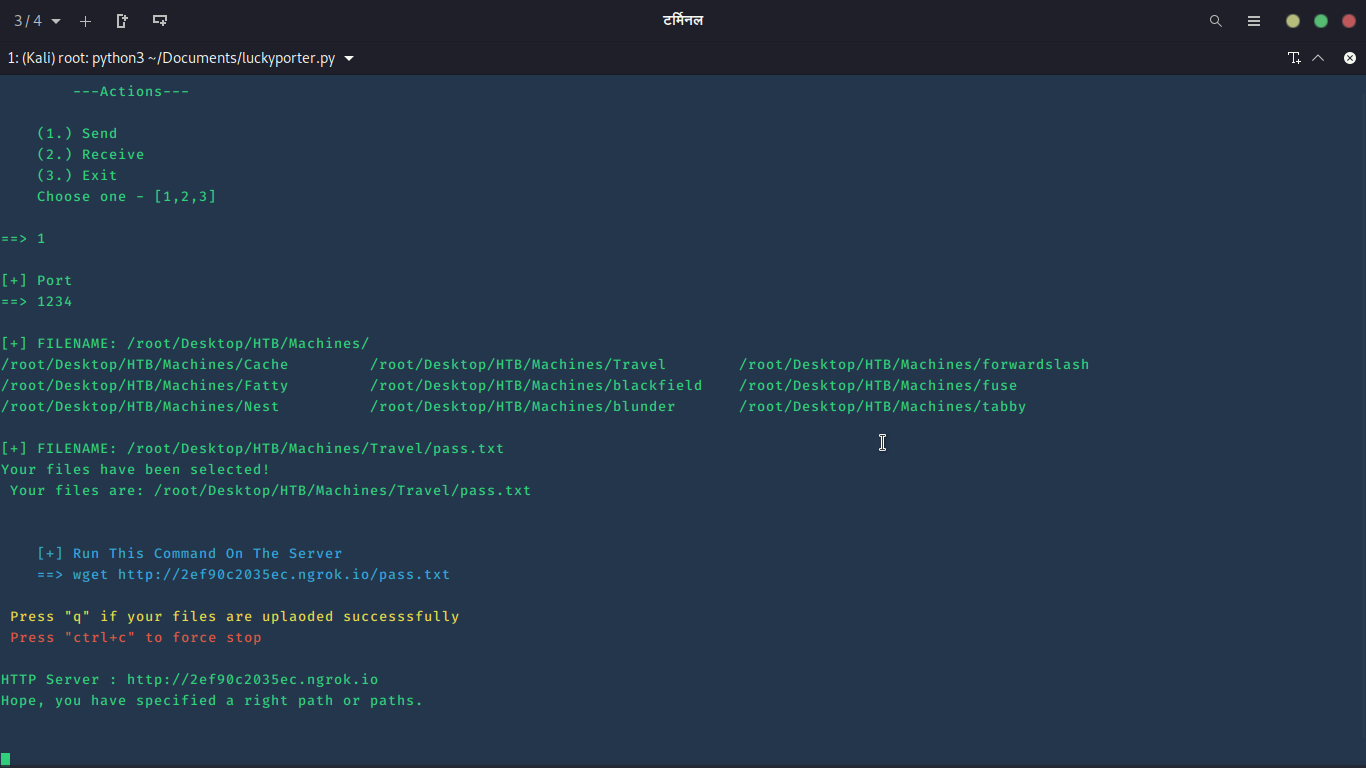 3 / 4
टर्मिनल
1: (Kali) root: python3 ~/Documents/luckyporter.py
---Actions---
(1.) Send
(2.) Receive
(3.) Exit
Choose one - [1,2,3]
==> 1
[+] Port
==> 1234
[+] FILENAME: /root/Desktop/HTB/Machines/
/root/Desktop/HTB/Machines/Cache /root/Desktop/HTB/Machines/Travel /root/Desktop/HTB/Machines/forwardslash
/root/Desktop/HTB/Machines/Fatty /root/Desktop/HTB/Machines/blackfield /root/Desktop/HTB/Machines/fuse
/root/Desktop/HTB/Machines/Nest /root/Desktop/HTB/Machines/blunder /root/Desktop/HTB/Machines/tabby
[+] FILENAME: /root/Desktop/HTB/Machines/Travel/pass.txt
Your files have been selected!
Your files are: /root/Desktop/HTB/Machines/Travel/pass.txt
[+] Run This Command On The Server
==> wget http://2ef90c2035ec.ngrok.io/pass.txt
Press "q" if your files are uplaoded successsfully
Press "ctrl+c" to force stop
HTTP Server : http://2ef90c2035ec.ngrok.io
Hope, you have specified a right path or paths.